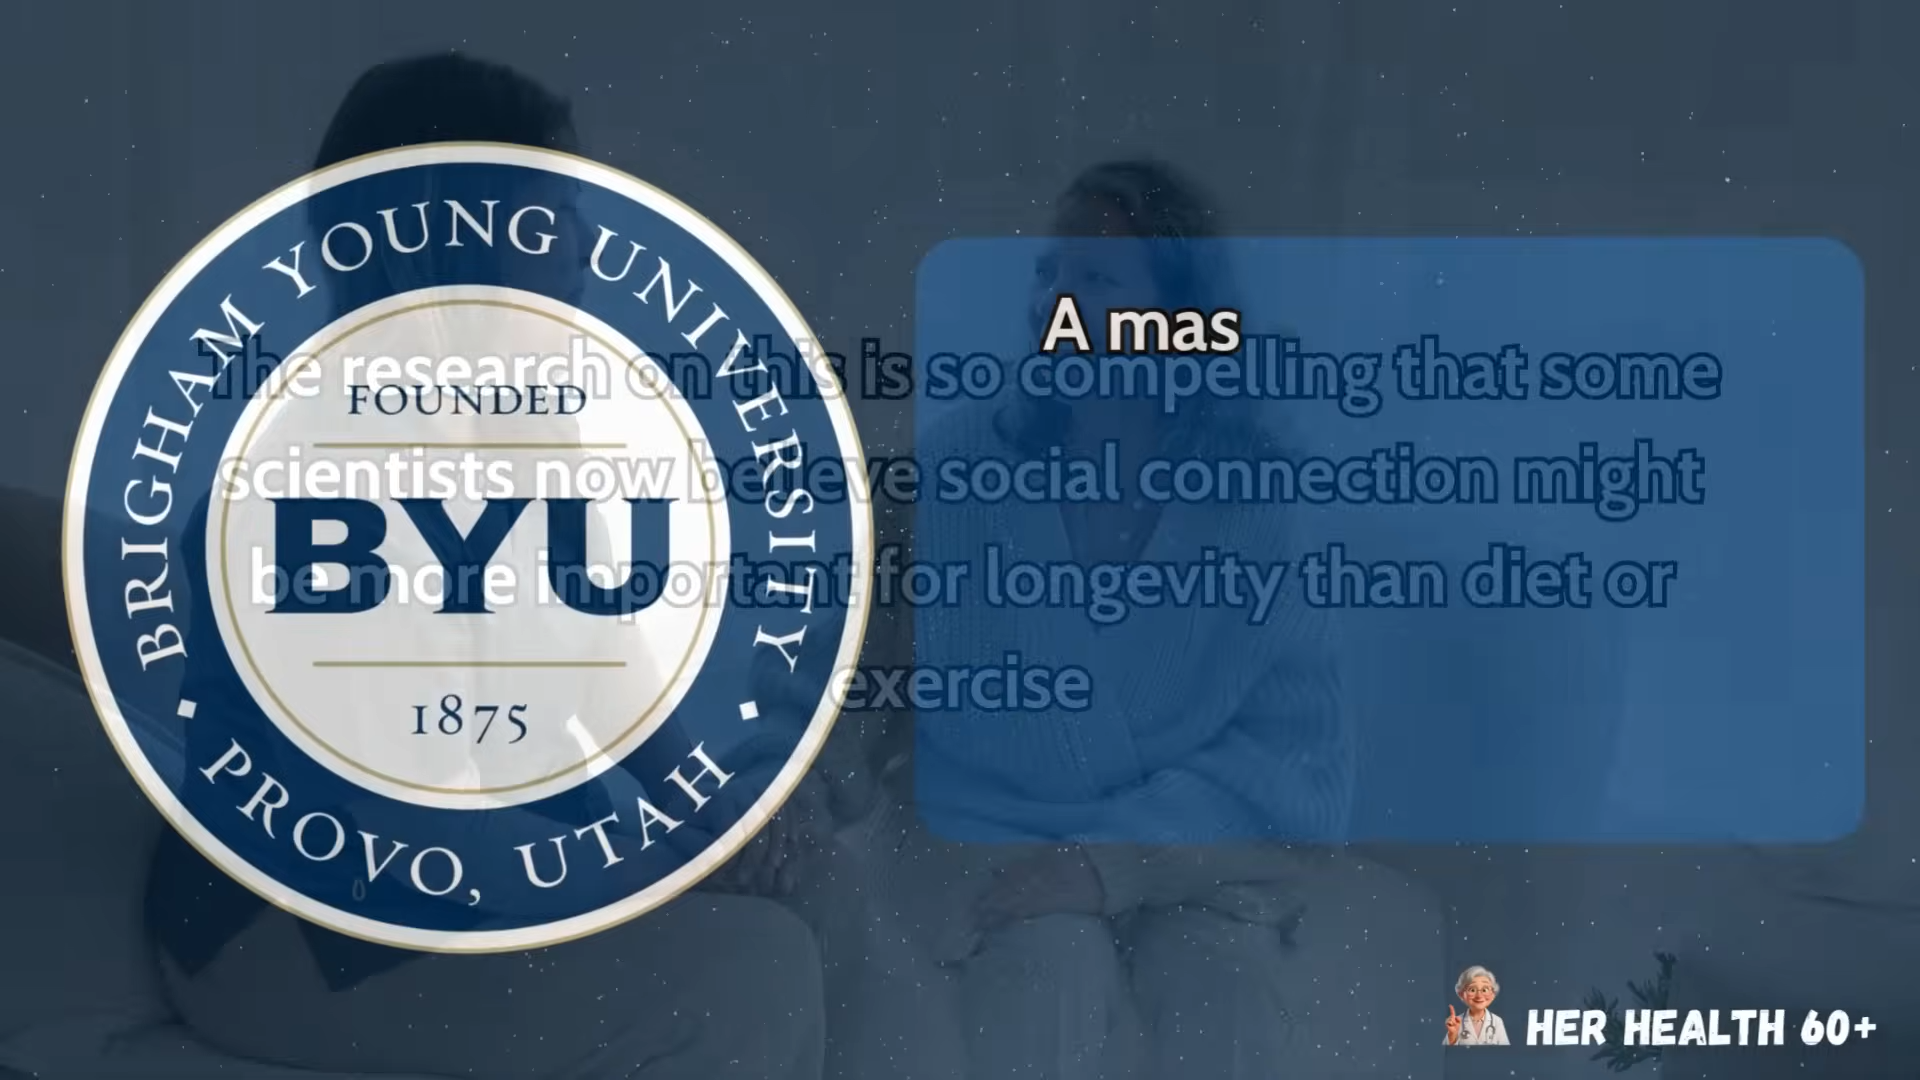 BRIGHAM YOUNG UNIVERSITY
FOUNDED
BYU
1875
PROVO, UTAH
A mas
The research on this is so compelling that some
scientists now believe social connection might
be more important for longevity than diet or
exercise
HER HEALTH 60+